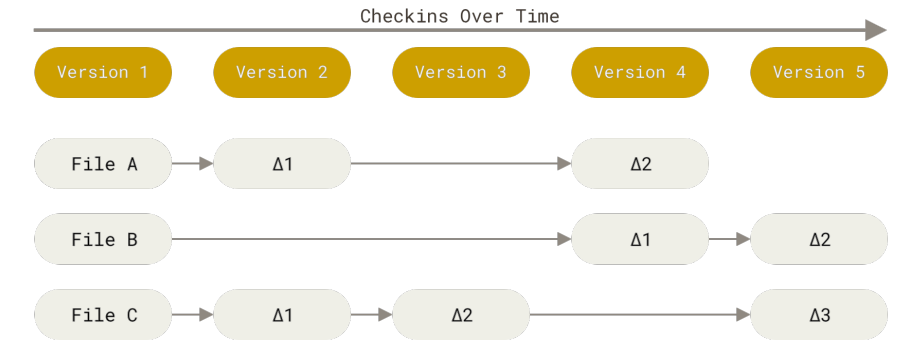 Checkins Over Time
Version 1 Version 2 Version 3 Version 4 Version 5
File A Δ1 Δ2
File B Δ1 Δ2
File C Δ1 Δ2 Δ3